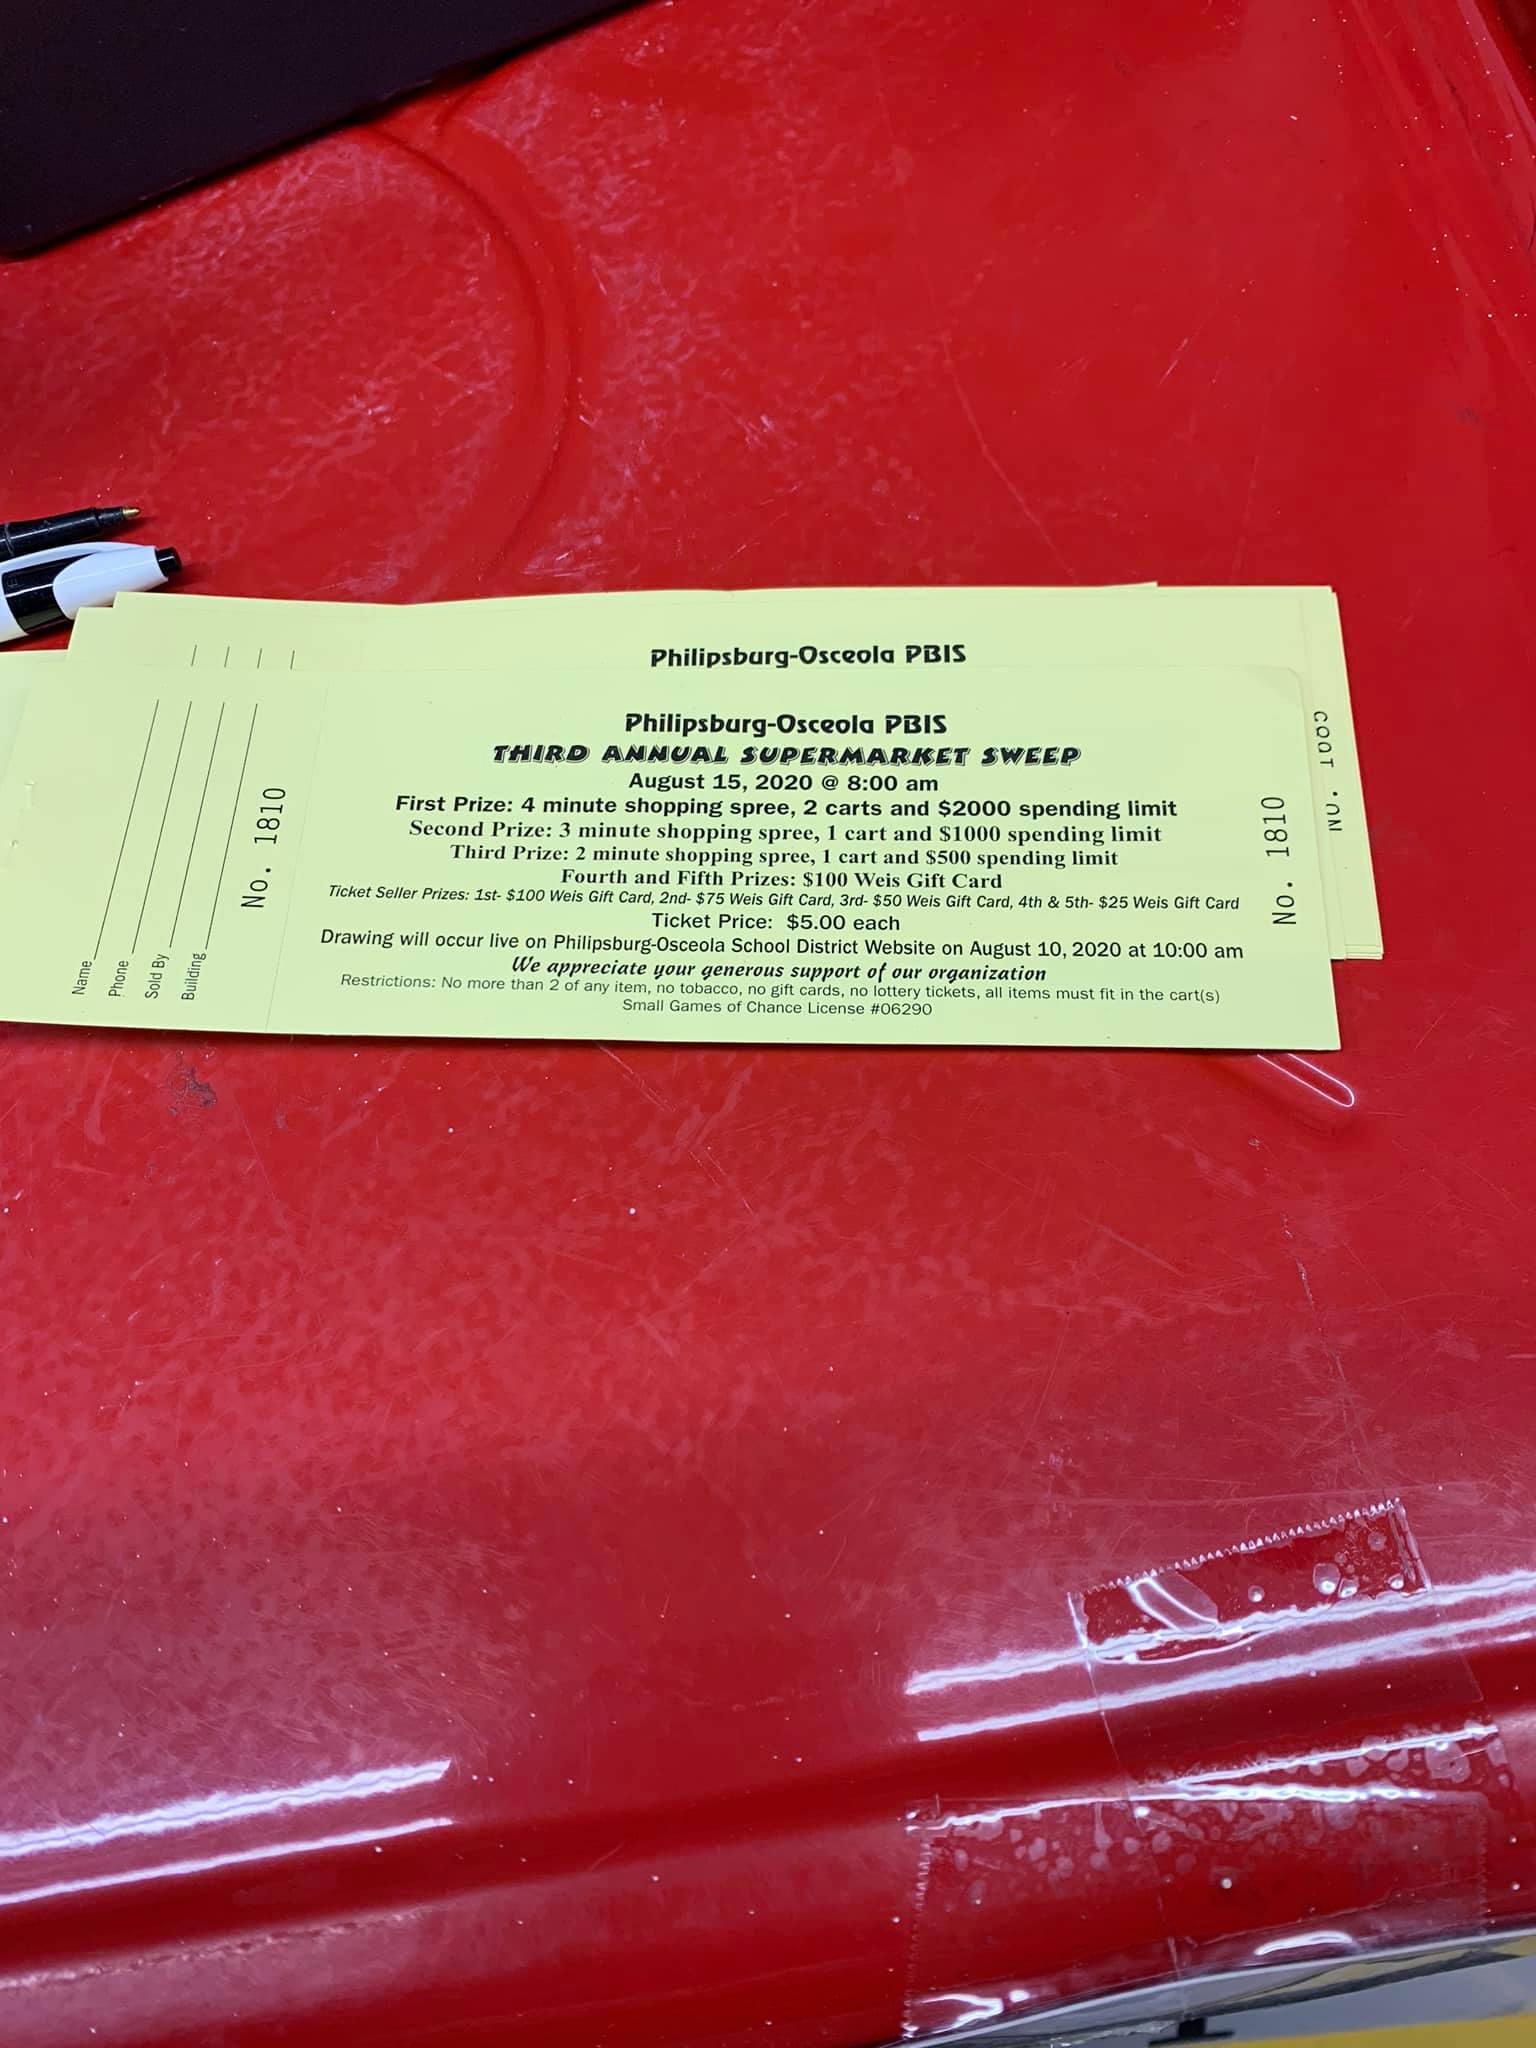 Philipsburg-Osceola PBIS
Philipsburg-Osceola PBIS
THIRD ANNUAL SUPERMARKET SWEEP
August 15, 2020 @ 8:00 am
First Prize: 4 minute shopping spree, 2 carts and $2000 spending limit
Second Prize: 3 minute shopping spree, 1 cart and $1000 spending limit
Third Prize: 2 minute shopping spree, 1 cart and $500 spending limit
Fourth and Fifth Prizes: $100 Weis Gift Card
Ticket Seller Prizes: 1st- $100 Weis Gift Card, 2nd- $75 Weis Gift Card, 3rd- $50 Weis Gift Card, 4th & 5th- $25 Weis Gift Card
Ticket Price: $5.00 each
Drawing will occur live on Philipsburg-Osceola School District Website on August 10, 2020 at 10:00 am
We appreciate your generous support of our organization
Restrictions: No more than 2 of any item, no tobacco, no gift cards, no lottery tickets, all items must fit in the cart(s)
Small Games of Chance License #06290
Name
Phone
Sold By
Building
No. 1810
No. 1810